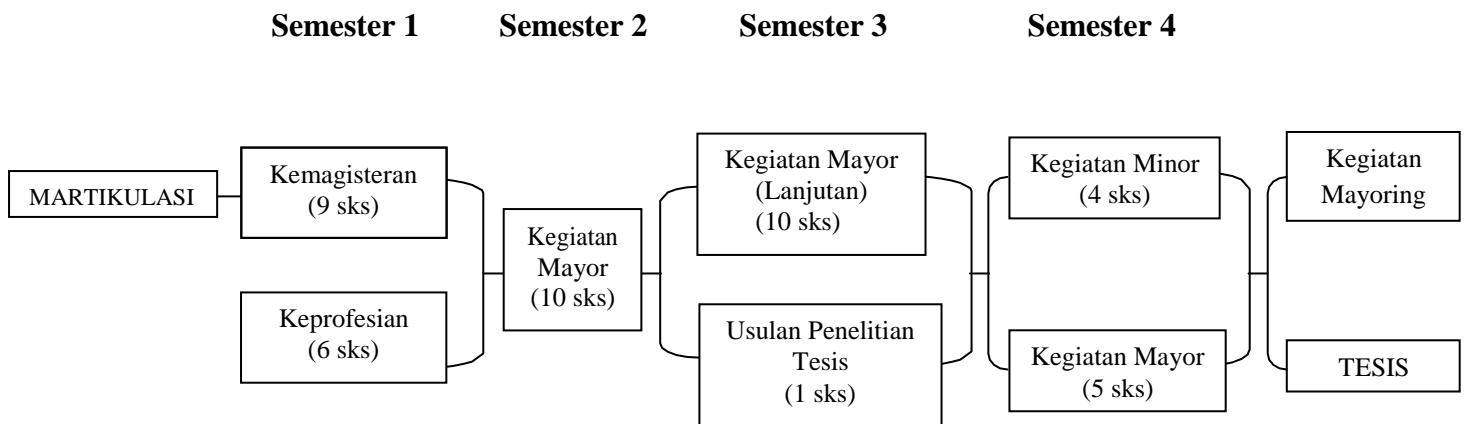 Semester 1 Semester 2 Semester 3 Semester 4
MARTIKULASI
Kemagisteran
(9 sks)
Keprofesian
(6 sks)
Kegiatan
Mayor
(10 sks)
Kegiatan Mayor
(Lanjutan)
(10 sks)
Usulan Penelitian
Tesis
(1 sks)
Kegiatan Minor
(4 sks)
Kegiatan Mayor
(5 sks)
Kegiatan
Mayoring
TESIS